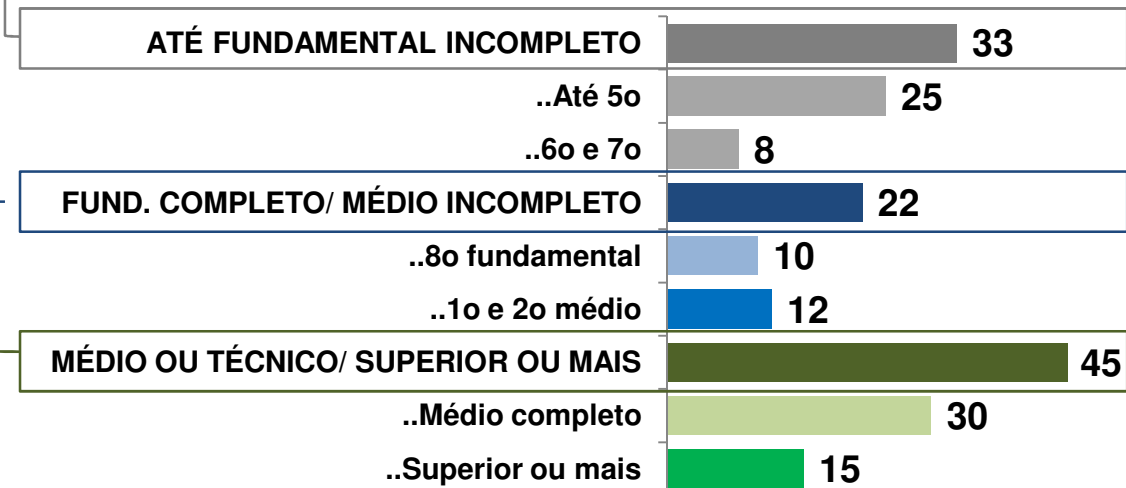 ATÉ FUNDAMENTAL INCOMPLETO 33
..Até 5o 25
..6o e 7o 8
FUND. COMPLETO/ MÉDIO INCOMPLETO 22
..8o fundamental 10
..1o e 2o médio 12
MÉDIO OU TÉCNICO/ SUPERIOR OU MAIS 45
..Médio completo 30
..Superior ou mais 15